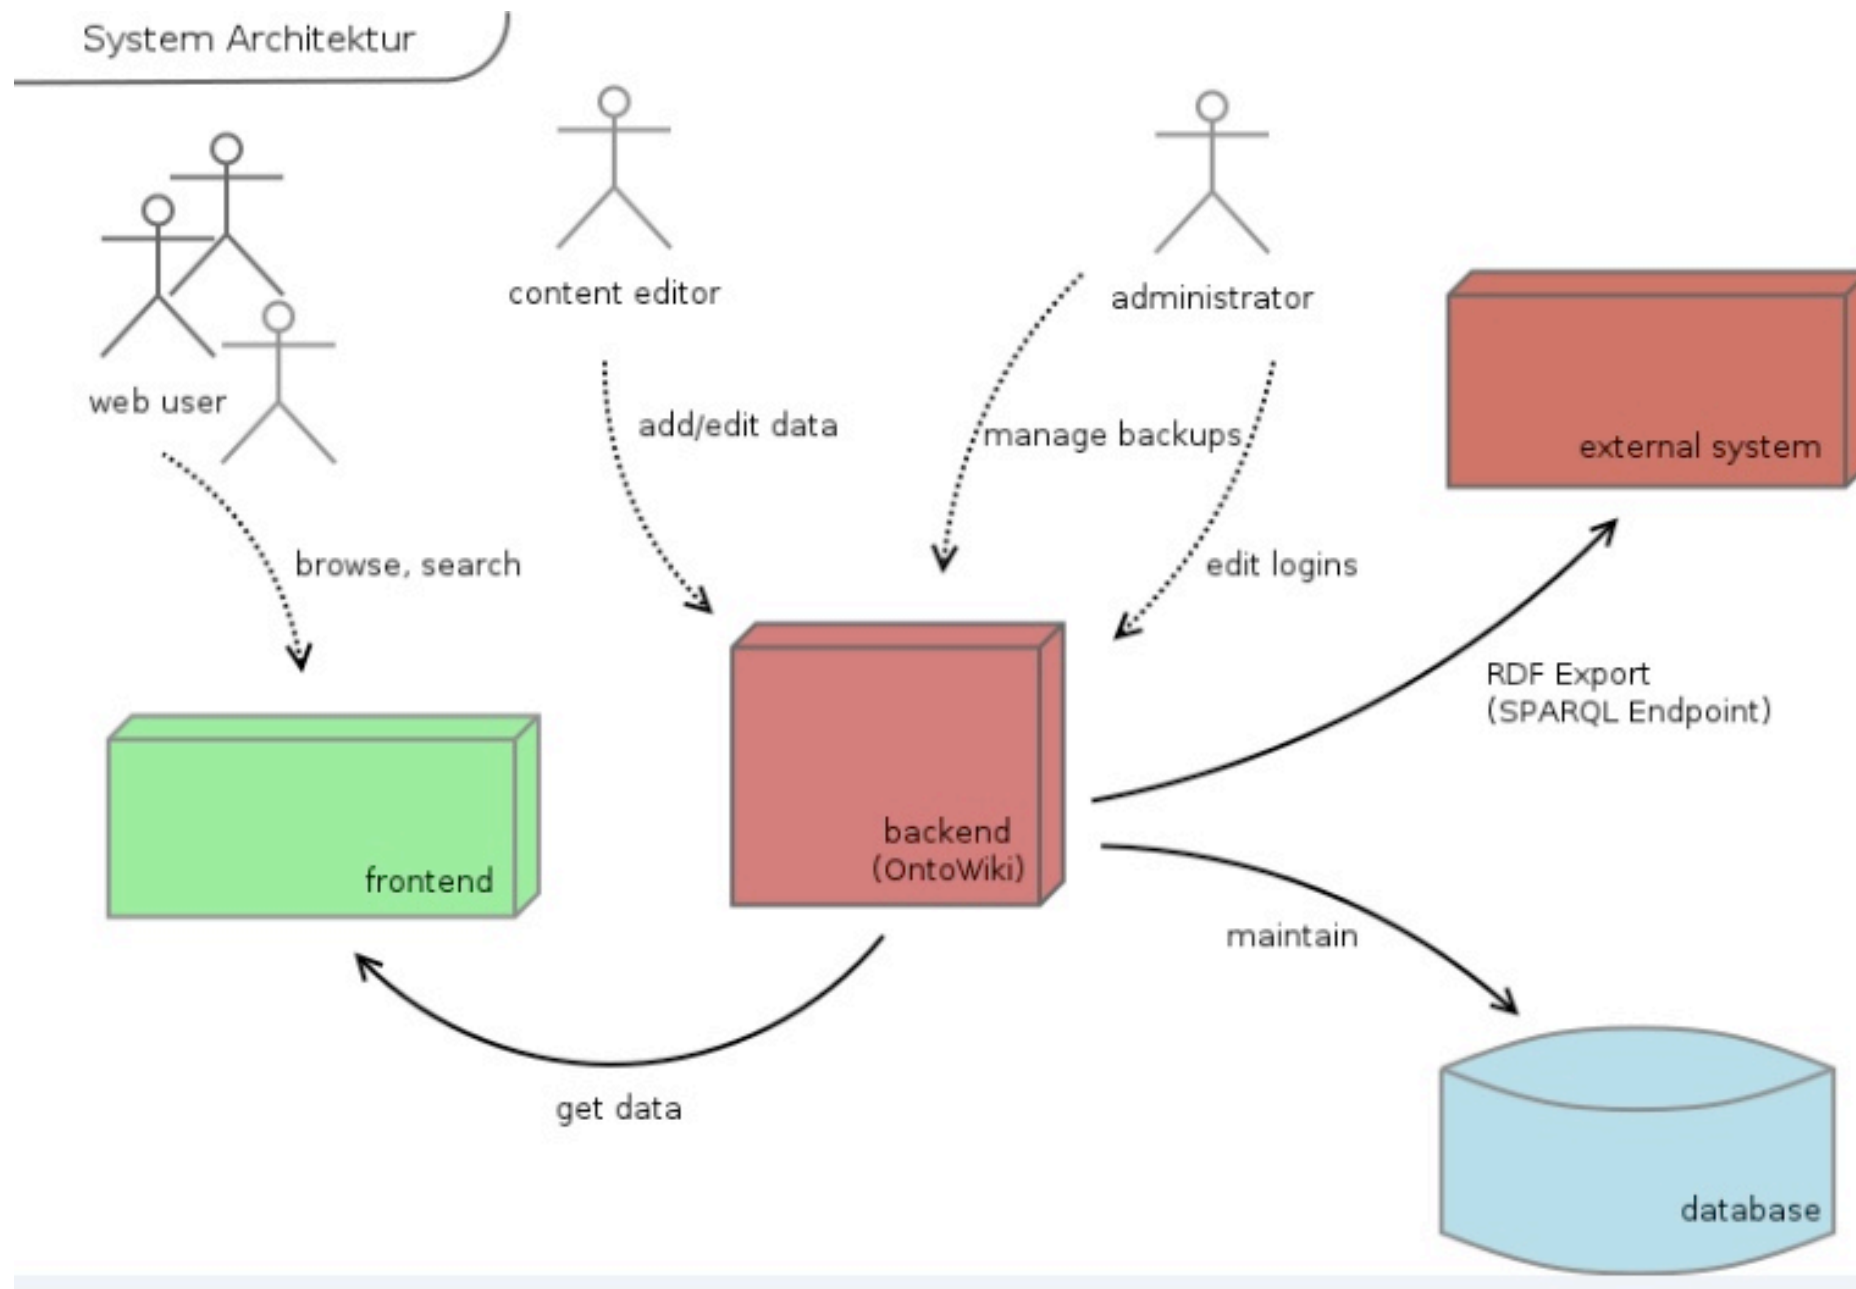 System Architektur
content editor
administrator
web user
add/edit data
manage backups
external system
browse, search
edit logins
RDF Export
(SPARQL Endpoint)
backend
(OntoWiki)
frontend
maintain
get data
database